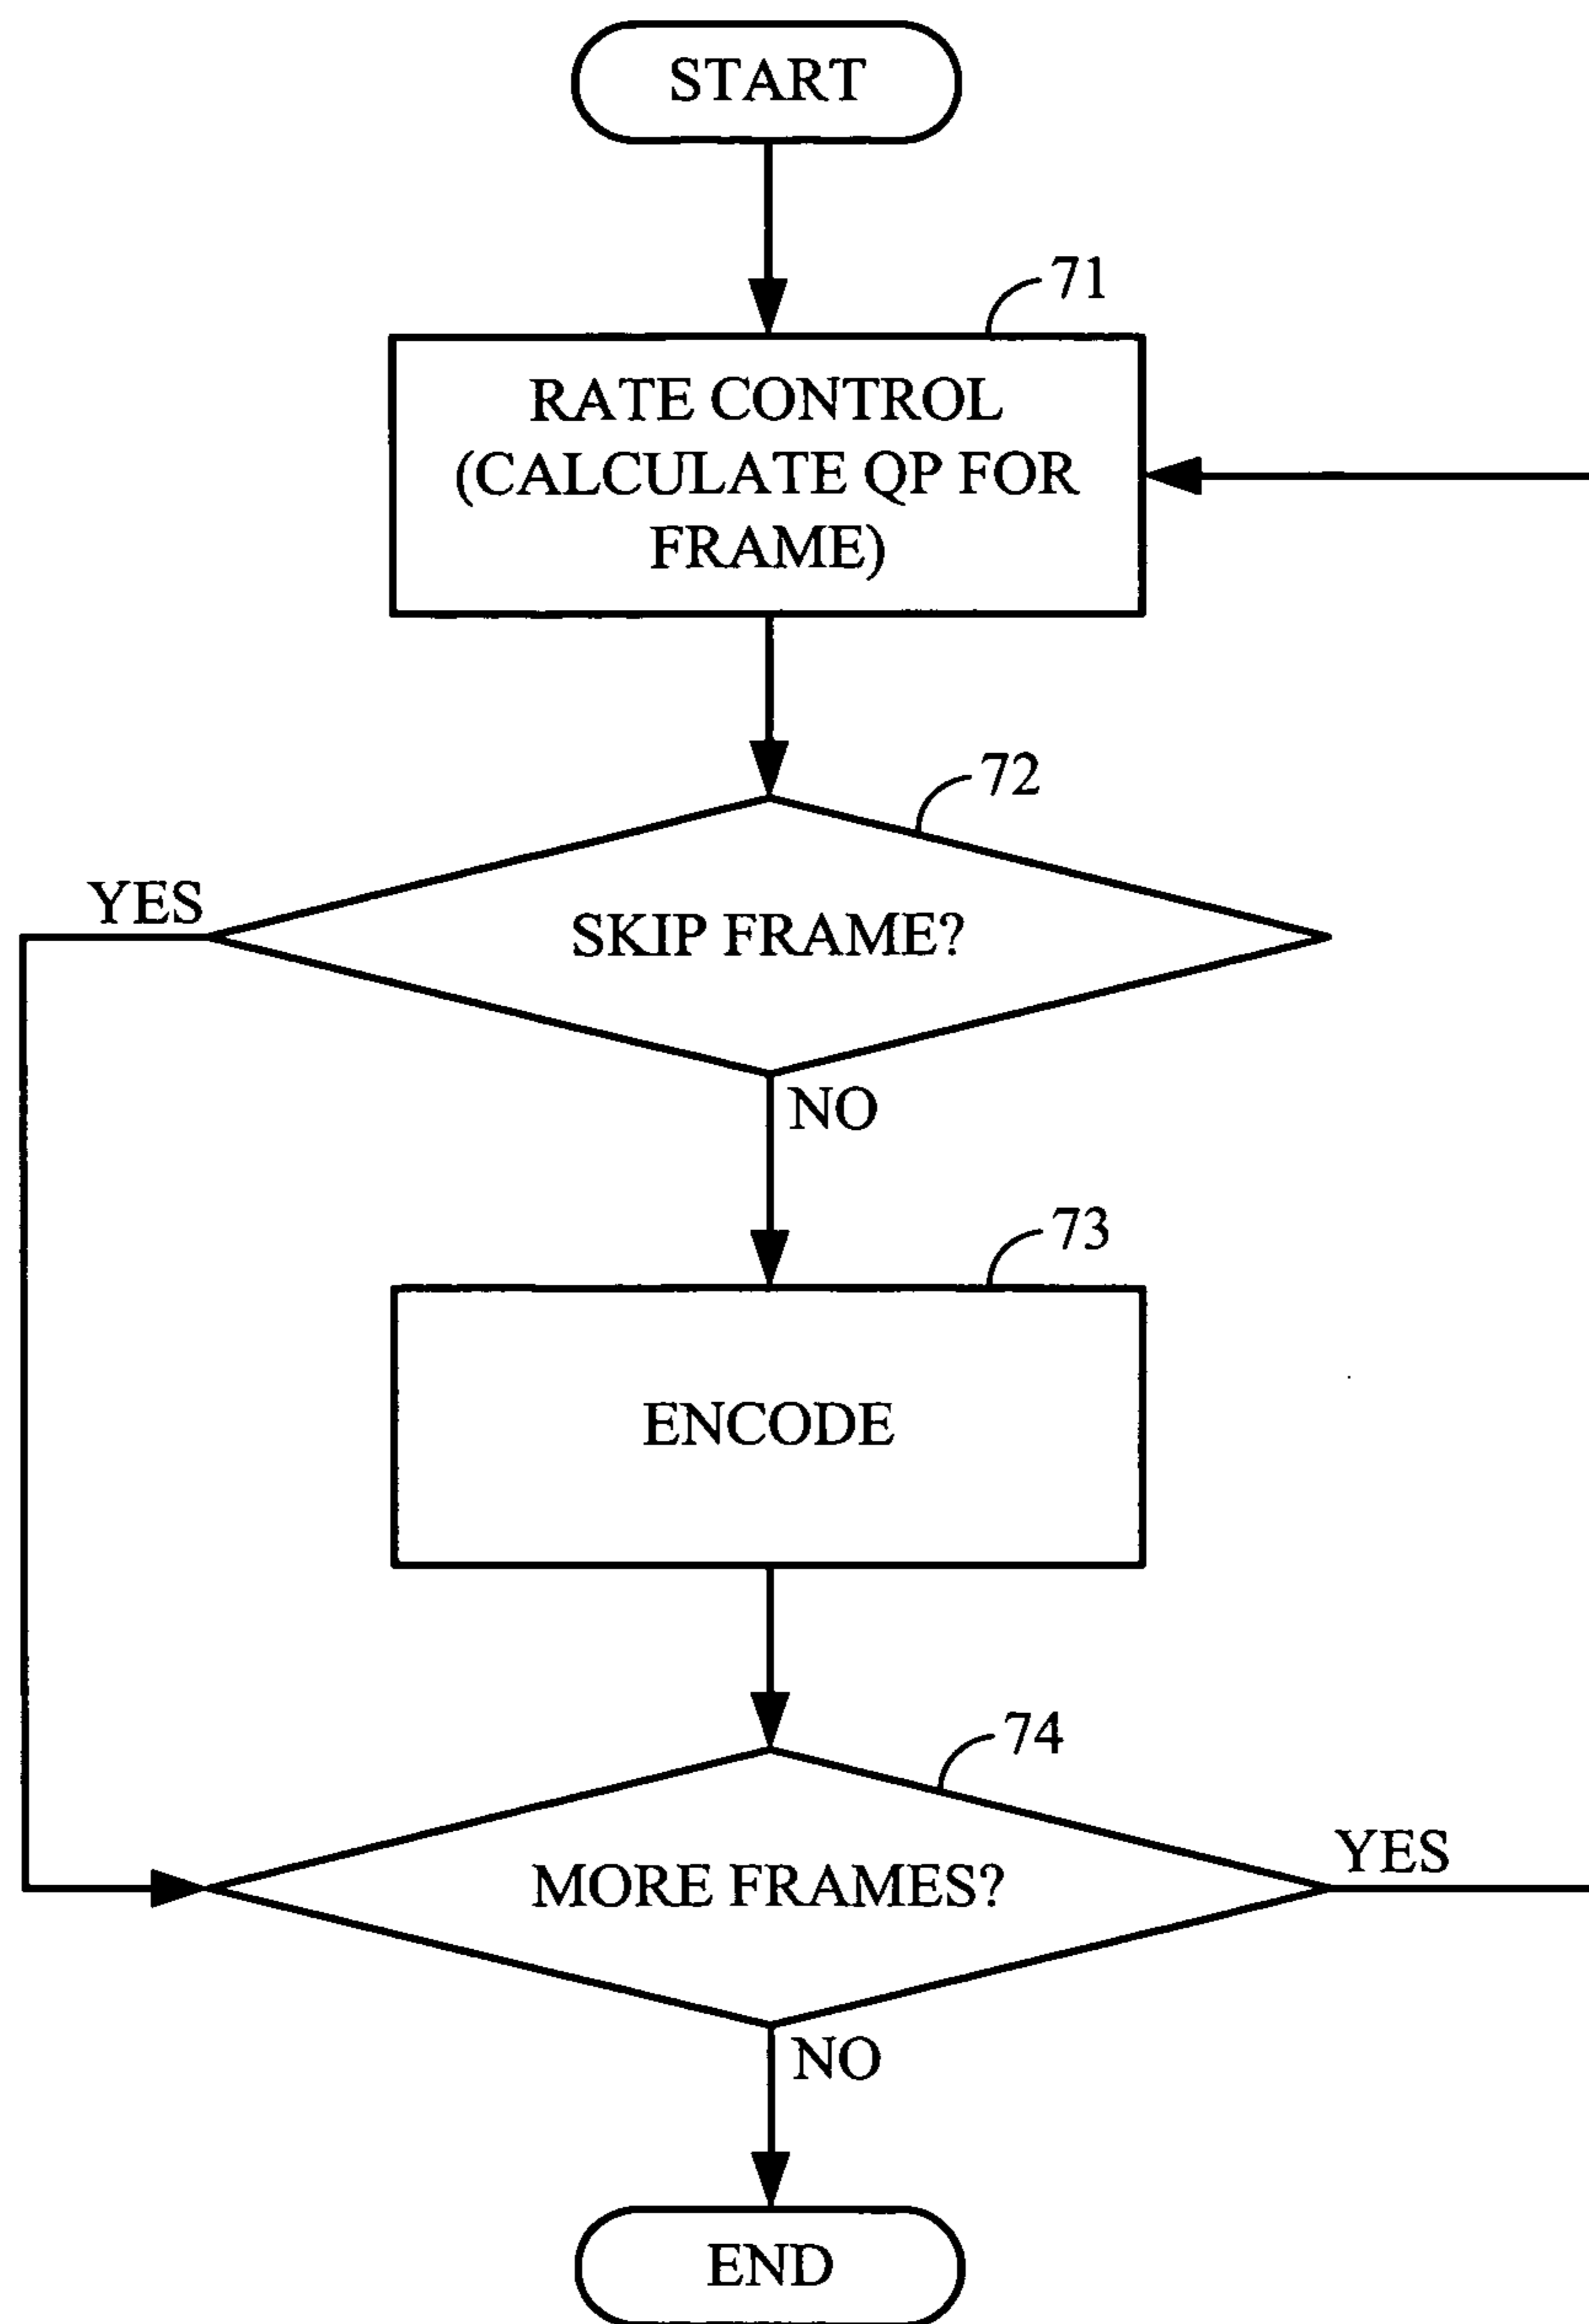 START
71
RATE CONTROL
(CALCULATE QP FOR
FRAME)
72
YES
SKIP FRAME?
NO
73
ENCODE
74
MORE FRAMES?
YES
NO
END